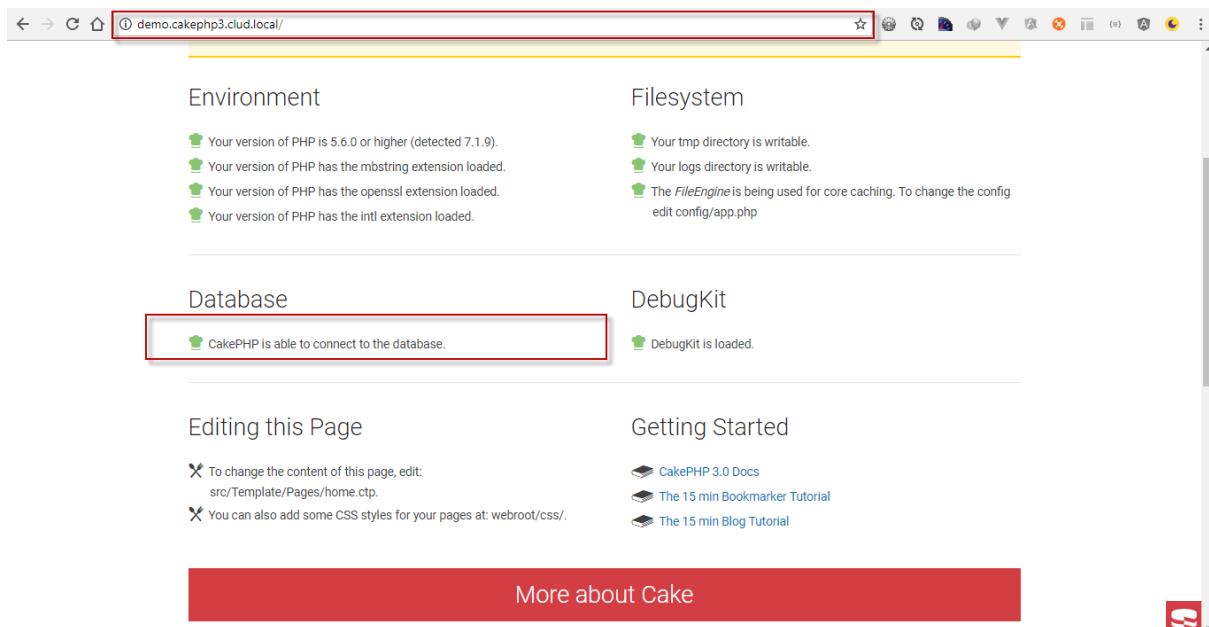 demo.cakephp3.clud.local/
Environment
Your version of PHP is 5.6.0 or higher (detected 7.1.9).
Your version of PHP has the mbstring extension loaded.
Your version of PHP has the openssl extension loaded.
Your version of PHP has the intl extension loaded.
Filesystem
Your tmp directory is writable.
Your logs directory is writable.
The FileEngine is being used for core caching. To change the config
edit config/app.php
Database
CakePHP is able to connect to the database.
DebugKit
DebugKit is loaded.
Editing this Page
To change the content of this page, edit:
src/Template/Pages/home.ctp.
You can also add some CSS styles for your pages at: webroot/css/.
Getting Started
CakePHP 3.0 Docs
The 15 min Bookmarker Tutorial
The 15 min Blog Tutorial
More about Cake